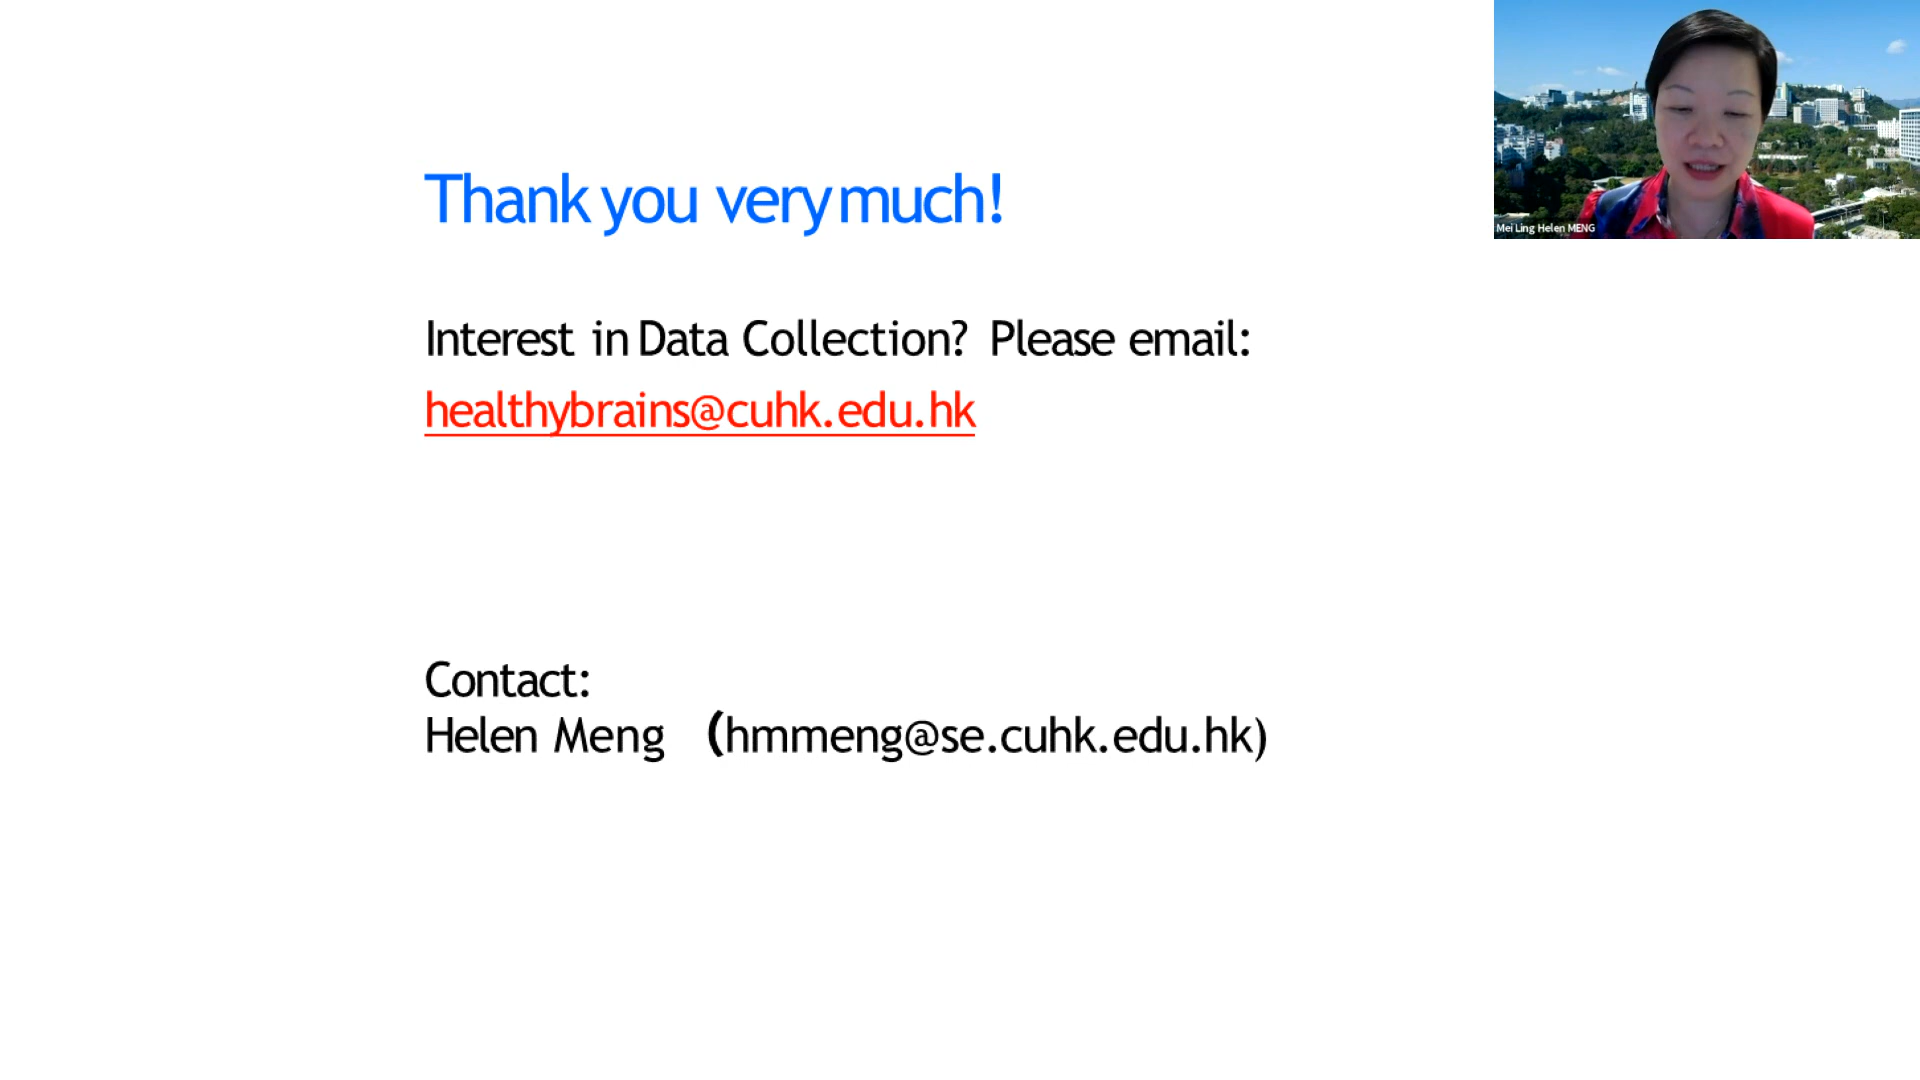 Thank you very much!
Interest in Data Collection? Please email:
healthybrains@cuhk.edu.hk
Contact:
Helen Meng （hmmeng@se.cuhk.edu.hk)
Mei Ling Helen MENG